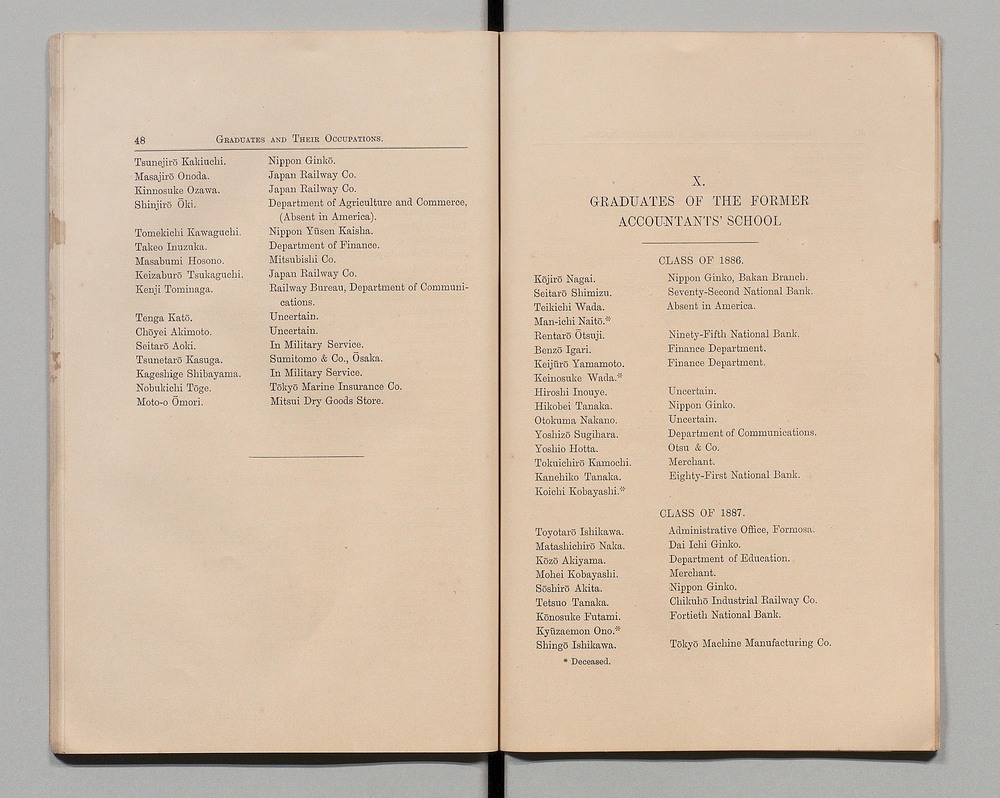 48 GRADUATES AND THEIR OCCUPATIONS.
Tsunejirō Kakiuchi. Nippon Ginkō.
Masajirō Onoda. Japan Railway Co.
Kinnosuke Ozawa. Japan Railway Co.
Shinjirō Ōki. Department of Agriculture and Commerce,
(Absent in America).
Tomekichi Kawaguchi. Nippon Yūsen Kaisha.
Takeo Inuzuka. Department of Finance.
Masabumi Hosono. Mitsubishi Co.
Keizaburō Tsukaguchi. Japan Railway Co.
Kenji Tominaga. Railway Bureau, Department of Communi-
cations.
Tenga Katō. Uncertain.
Chōyei Akimoto. Uncertain.
Seitarō Aoki. In Military Service.
Tsunetarō Kasuga. Sumitomo & Co., Ōsaka.
Kageshige Shibayama. In Military Service.
Nobukichi Tōge. Tōkyō Marine Insurance Co.
Moto-o Ōmori. Mitsui Dry Goods Store.
X.
GRADUATES OF THE FORMER
ACCOUNTANTS' SCHOOL
CLASS OF 1886.
Kōjirō Nagai. Nippon Ginko, Bakan Branch.
Seitarō Shimizu. Seventy-Second National Bank.
Teikichi Wada. Absent in America.
Man-ichi Naitō.*
Rentarō Ōtsuji. Ninety-Fifth National Bank.
Benzō Igari. Finance Department.
Keijūrō Yamamoto. Finance Department.
Keinosuke Wada.*
Hiroshi Inouye. Uncertain.
Hikobei Tanaka. Nippon Ginko.
Otokuma Nakano. Uncertain.
Yoshizō Sugihara. Department of Communications.
Yoshio Hotta. Otsu & Co.
Tokuichirō Kamochi. Merchant.
Kanehiko Tanaka. Eighty-First National Bank.
Koichi Kobayashi.*
CLASS OF 1887.
Toyotarō Ishikawa. Administrative Office, Formosa.
Matashichirō Naka. Dai Ichi Ginko.
Kōzō Akiyama. Department of Education.
Mohei Kobayashi. Merchant.
Sōshirō Akita. Nippon Ginko.
Tetsuo Tanaka. Chikuhō Industrial Railway Co.
Kōnosuke Futami. Fortieth National Bank.
Kyūzaemon Ono.*
Shingō Ishikawa. Tōkyō Machine Manufacturing Co.
* Deceased.